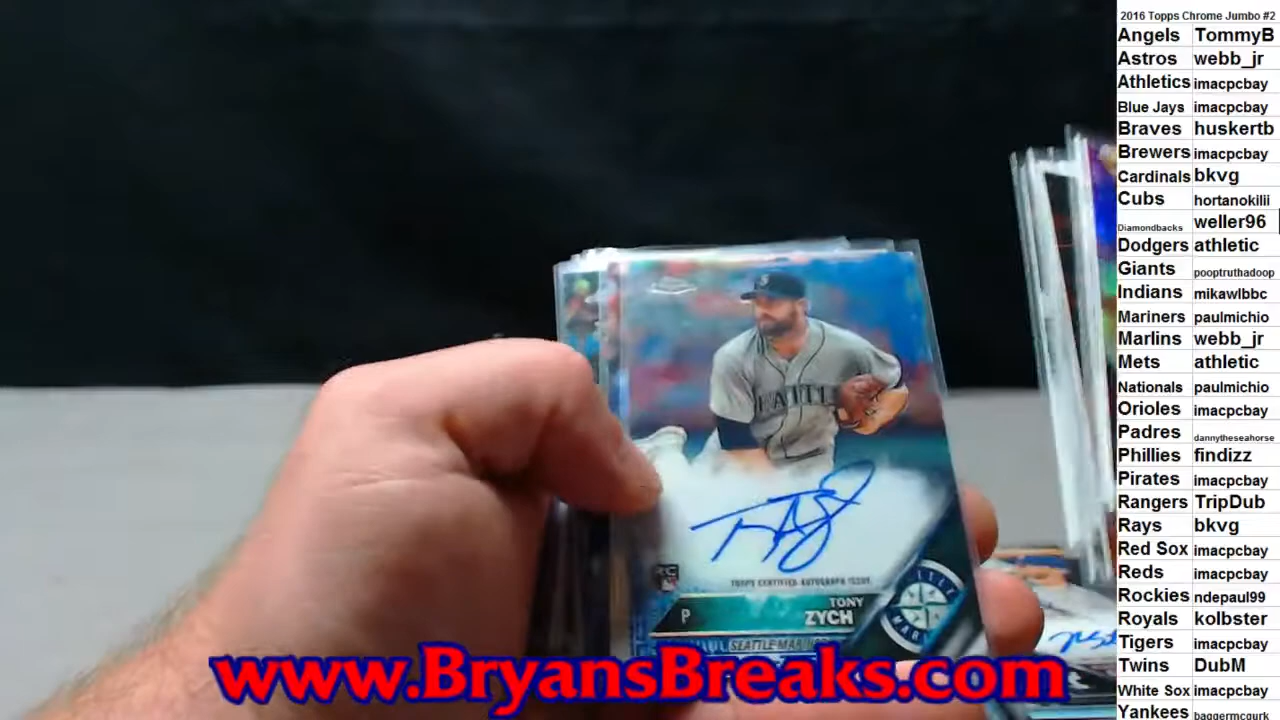 2016 Topps Chrome Jumbo #2
Angels TommyB
Astros webb_jr
Athletics imacpcbay
Blue Jays imacpcbay
Braves huskertb
Brewers imacpcbay
Cardinals bkvg
Cubs hortanokilii
Diamondbacks weller96
Dodgers athletic
Giants pooptruthadoop
Indians mikawlbbc
Mariners paulmichio
Marlins webb_jr
Mets athletic
Nationals paulmichio
Orioles imacpcbay
Padres dannytheseahorse
Phillies findizz
Pirates imacpcbay
Rangers TripDub
Rays bkvg
Red Sox imacpcbay
Reds imacpcbay
Rockies ndepaul99
Royals kolbster
Tigers imacpcbay
Twins DubM
White Sox imacpcbay
Yankees baggermcgurk
TOPPS CERTIFIED AUTOGRAPH ISSUE
RC
P
TONY
ZYCH
SEATTLE
www.BryansBreaks.com